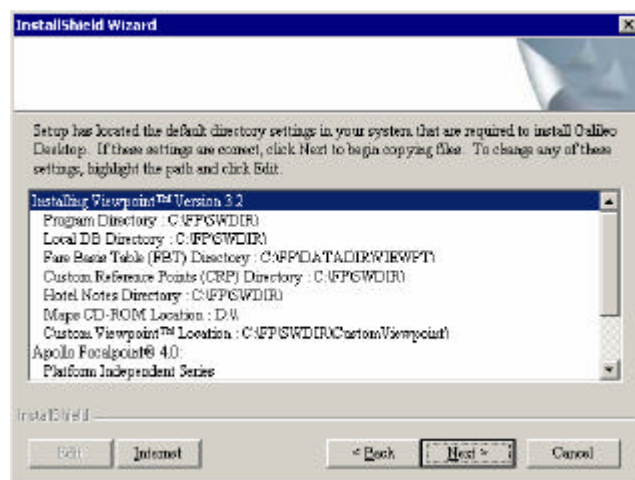 InstallShield Wizard
Setup has located the default directory settings in your system that are required to install Galileo
Desktop. If these settings are correct, click Next to begin copying files. To change any of these
settings, highlight the path and click Edit.
Installing Viewpoint™ Version 3.2
Program Directory : C:\FP\SWDIR\
Local DB Directory : C:\FP\SWDIR\
Fare Basis Table (FBT) Directory : C:\FP\DATADIR\VIEWPT\
Custom Reference Points (CRP) Directory : C:\FP\SWDIR\
Hotel Notes Directory : C:\FP\SWDIR\
Maps CD-ROM Location : D:\\
Custom Viewpoint™ Location : C:\FP\SWDIR\CustomViewpoint\
Apollo Focalpoint® 4.0:
Platform Independent Series
InstallShield
Edit Internet < Back Next > Cancel